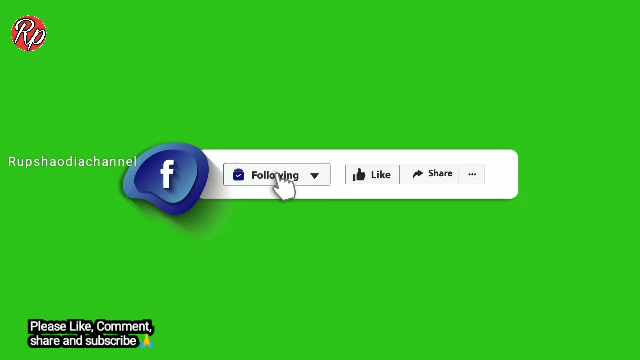 Rp
Rupshaodiachannel
f
Following
Like
Share
Please Like, Comment,
share and subscribe 🙏